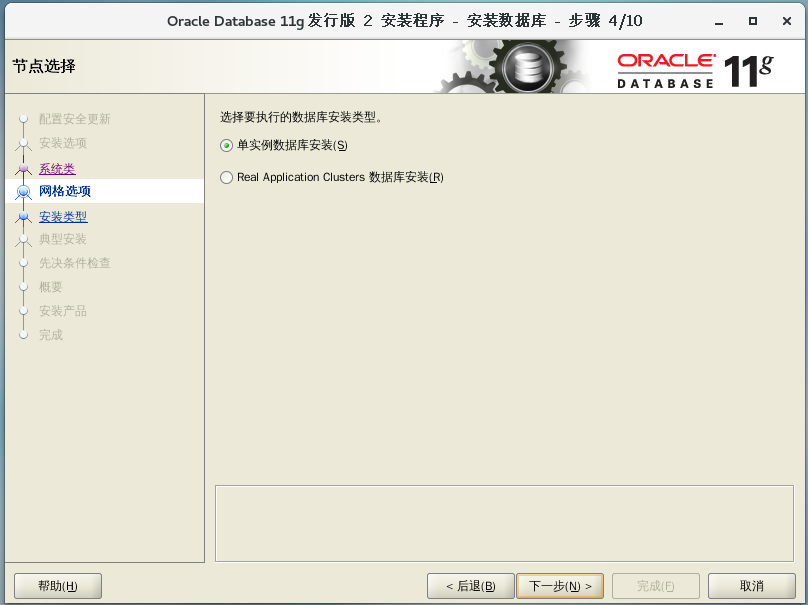 Oracle Database 11g 发行版 2 安装程序 - 安装数据库 - 步骤 4/10
节点选择
ORACLE
DATABASE
11g
配置安全更新
安装选项
系统类
网格选项
安装类型
典型安装
先决条件检查
概要
安装产品
完成
选择要执行的数据库安装类型。
单实例数据库安装(S)
Real Application Clusters 数据库安装(R)
帮助(H)
< 后退(B)
下一步(N) >
完成(F)
取消